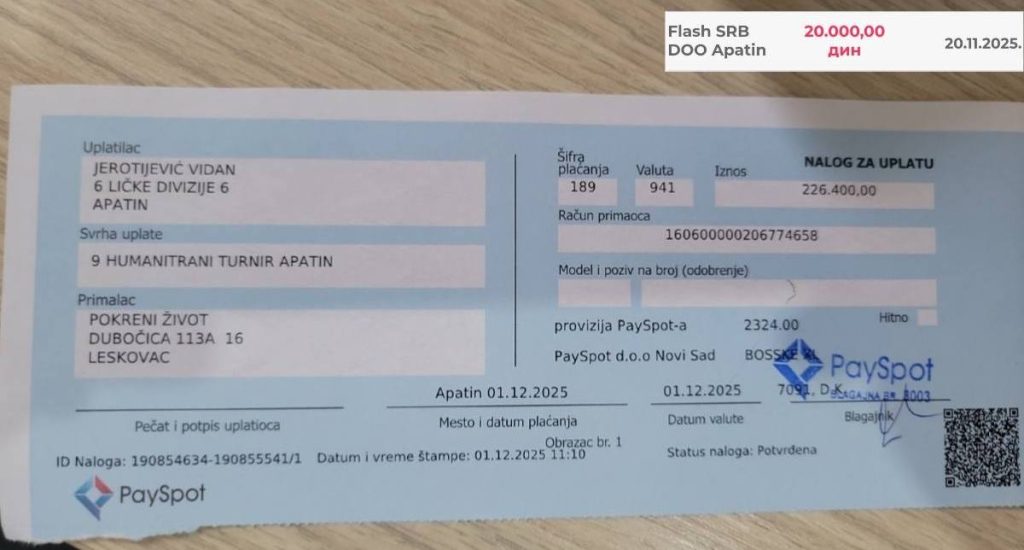 Flash SRB
DOO Apatin
20.000,00
дин
20.11.2025.
Uplatilac
JEROTIJEVIĆ VIDAN
6 LIČKE DIVIZIJE 6
APATIN
Svrha uplate
9 HUMANITRANI TURNIR APATIN
Primalac
POKRENI ŽIVOT
DUBOČICA 113A 16
LESKOVAC
Pečat i potpis uplatioca
NALOG ZA UPLATU
Šifra
plaćanja
Valuta
Iznos
189
941
226.400,00
Račun primaoca
160600000206774658
Model i poziv na broj (odobrenje)
Hitno
provizija PaySpot-a 2324.00
PaySpot d.o.o Novi Sad
PaySpot
BLAGAJNA BR.
Apatin 01.12.2025
Mesto i datum plaćanja
01.12.2025
Datum valute
7091, D.K.
Blagajnik
Obrazac br. 1
ID Naloga: 190854634-190855541/1 Datum i vreme štampe: 01.12.2025 11:10
Status naloga: Potvrđena
PaySpot